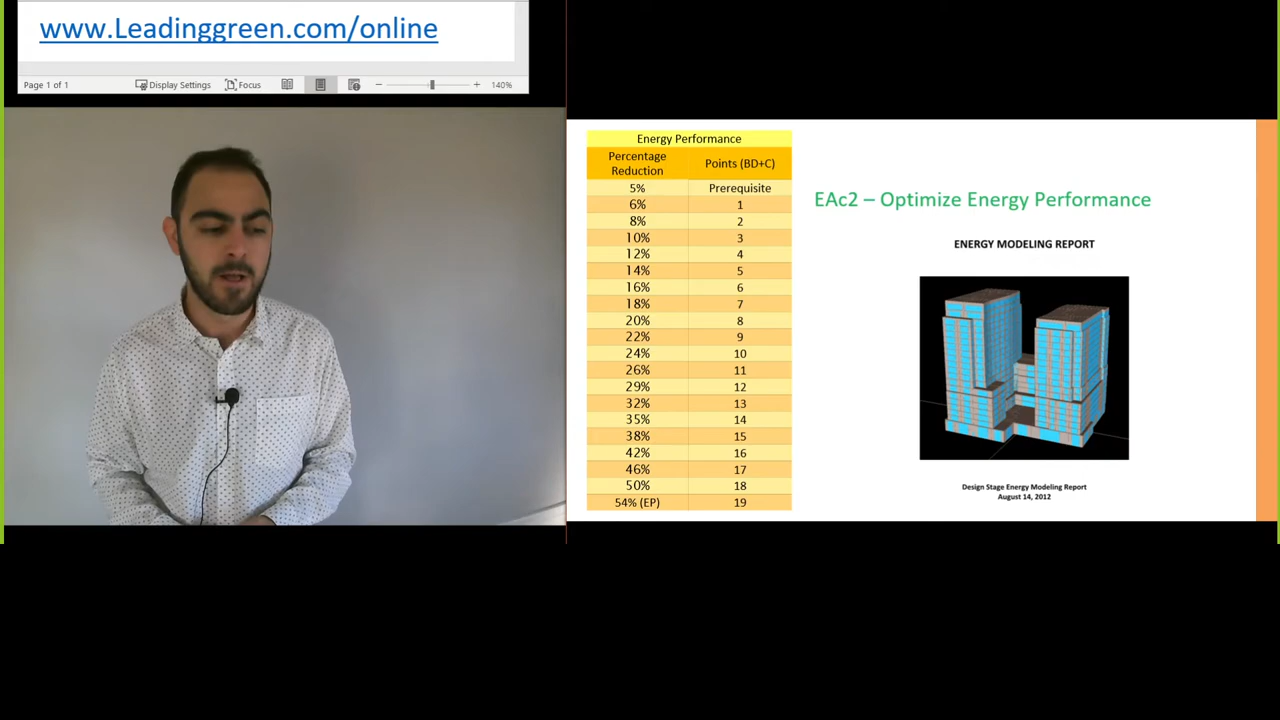 www.Leadinggreen.com/online
Page 1 of 1 Display Settings Focus 140%
Energy Performance
Percentage Reduction Points (BD+C)
5% Prerequisite
6% 1
8% 2
10% 3
12% 4
14% 5
16% 6
18% 7
20% 8
22% 9
24% 10
26% 11
29% 12
32% 13
35% 14
38% 15
42% 16
46% 17
50% 18
54% (EP) 19
EAc2 – Optimize Energy Performance
ENERGY MODELING REPORT
Design Stage Energy Modeling Report
August 14, 2012